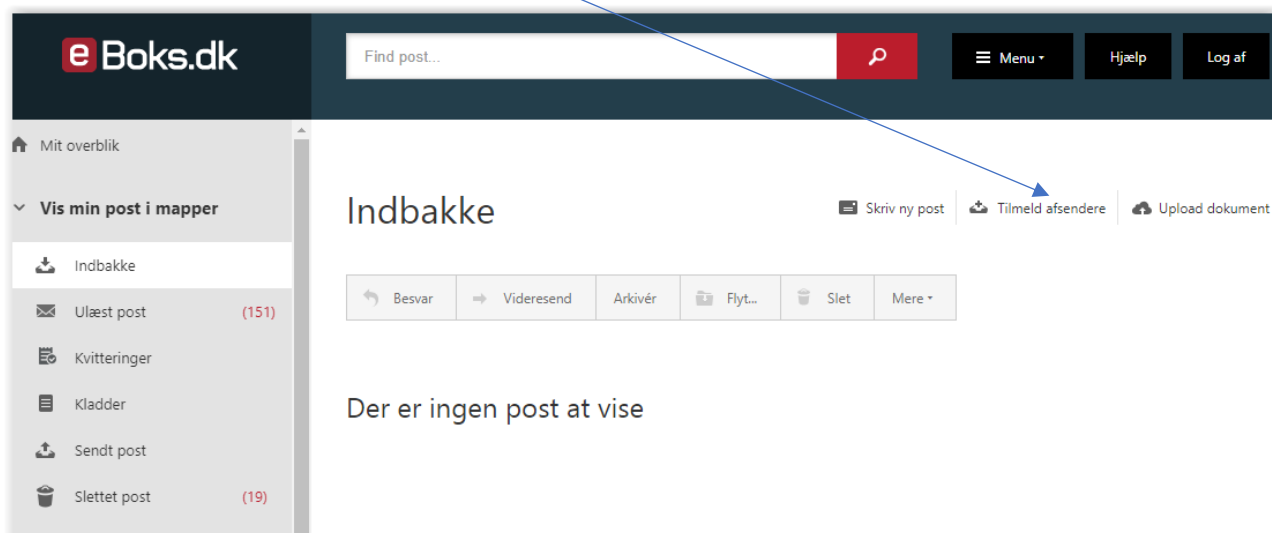 e Boks.dk
Find post...
Menu
Hjælp
Log af
Mit overblik
Vis min post i mapper
Indbakke
Ulæst post (151)
Kvitteringer
Kladder
Sendt post
Slettet post (19)
Indbakke
Skriv ny post
Tilmeld afsendere
Upload dokument
Besvar
Videresend
Arkivér
Flyt...
Slet
Mere
Der er ingen post at vise